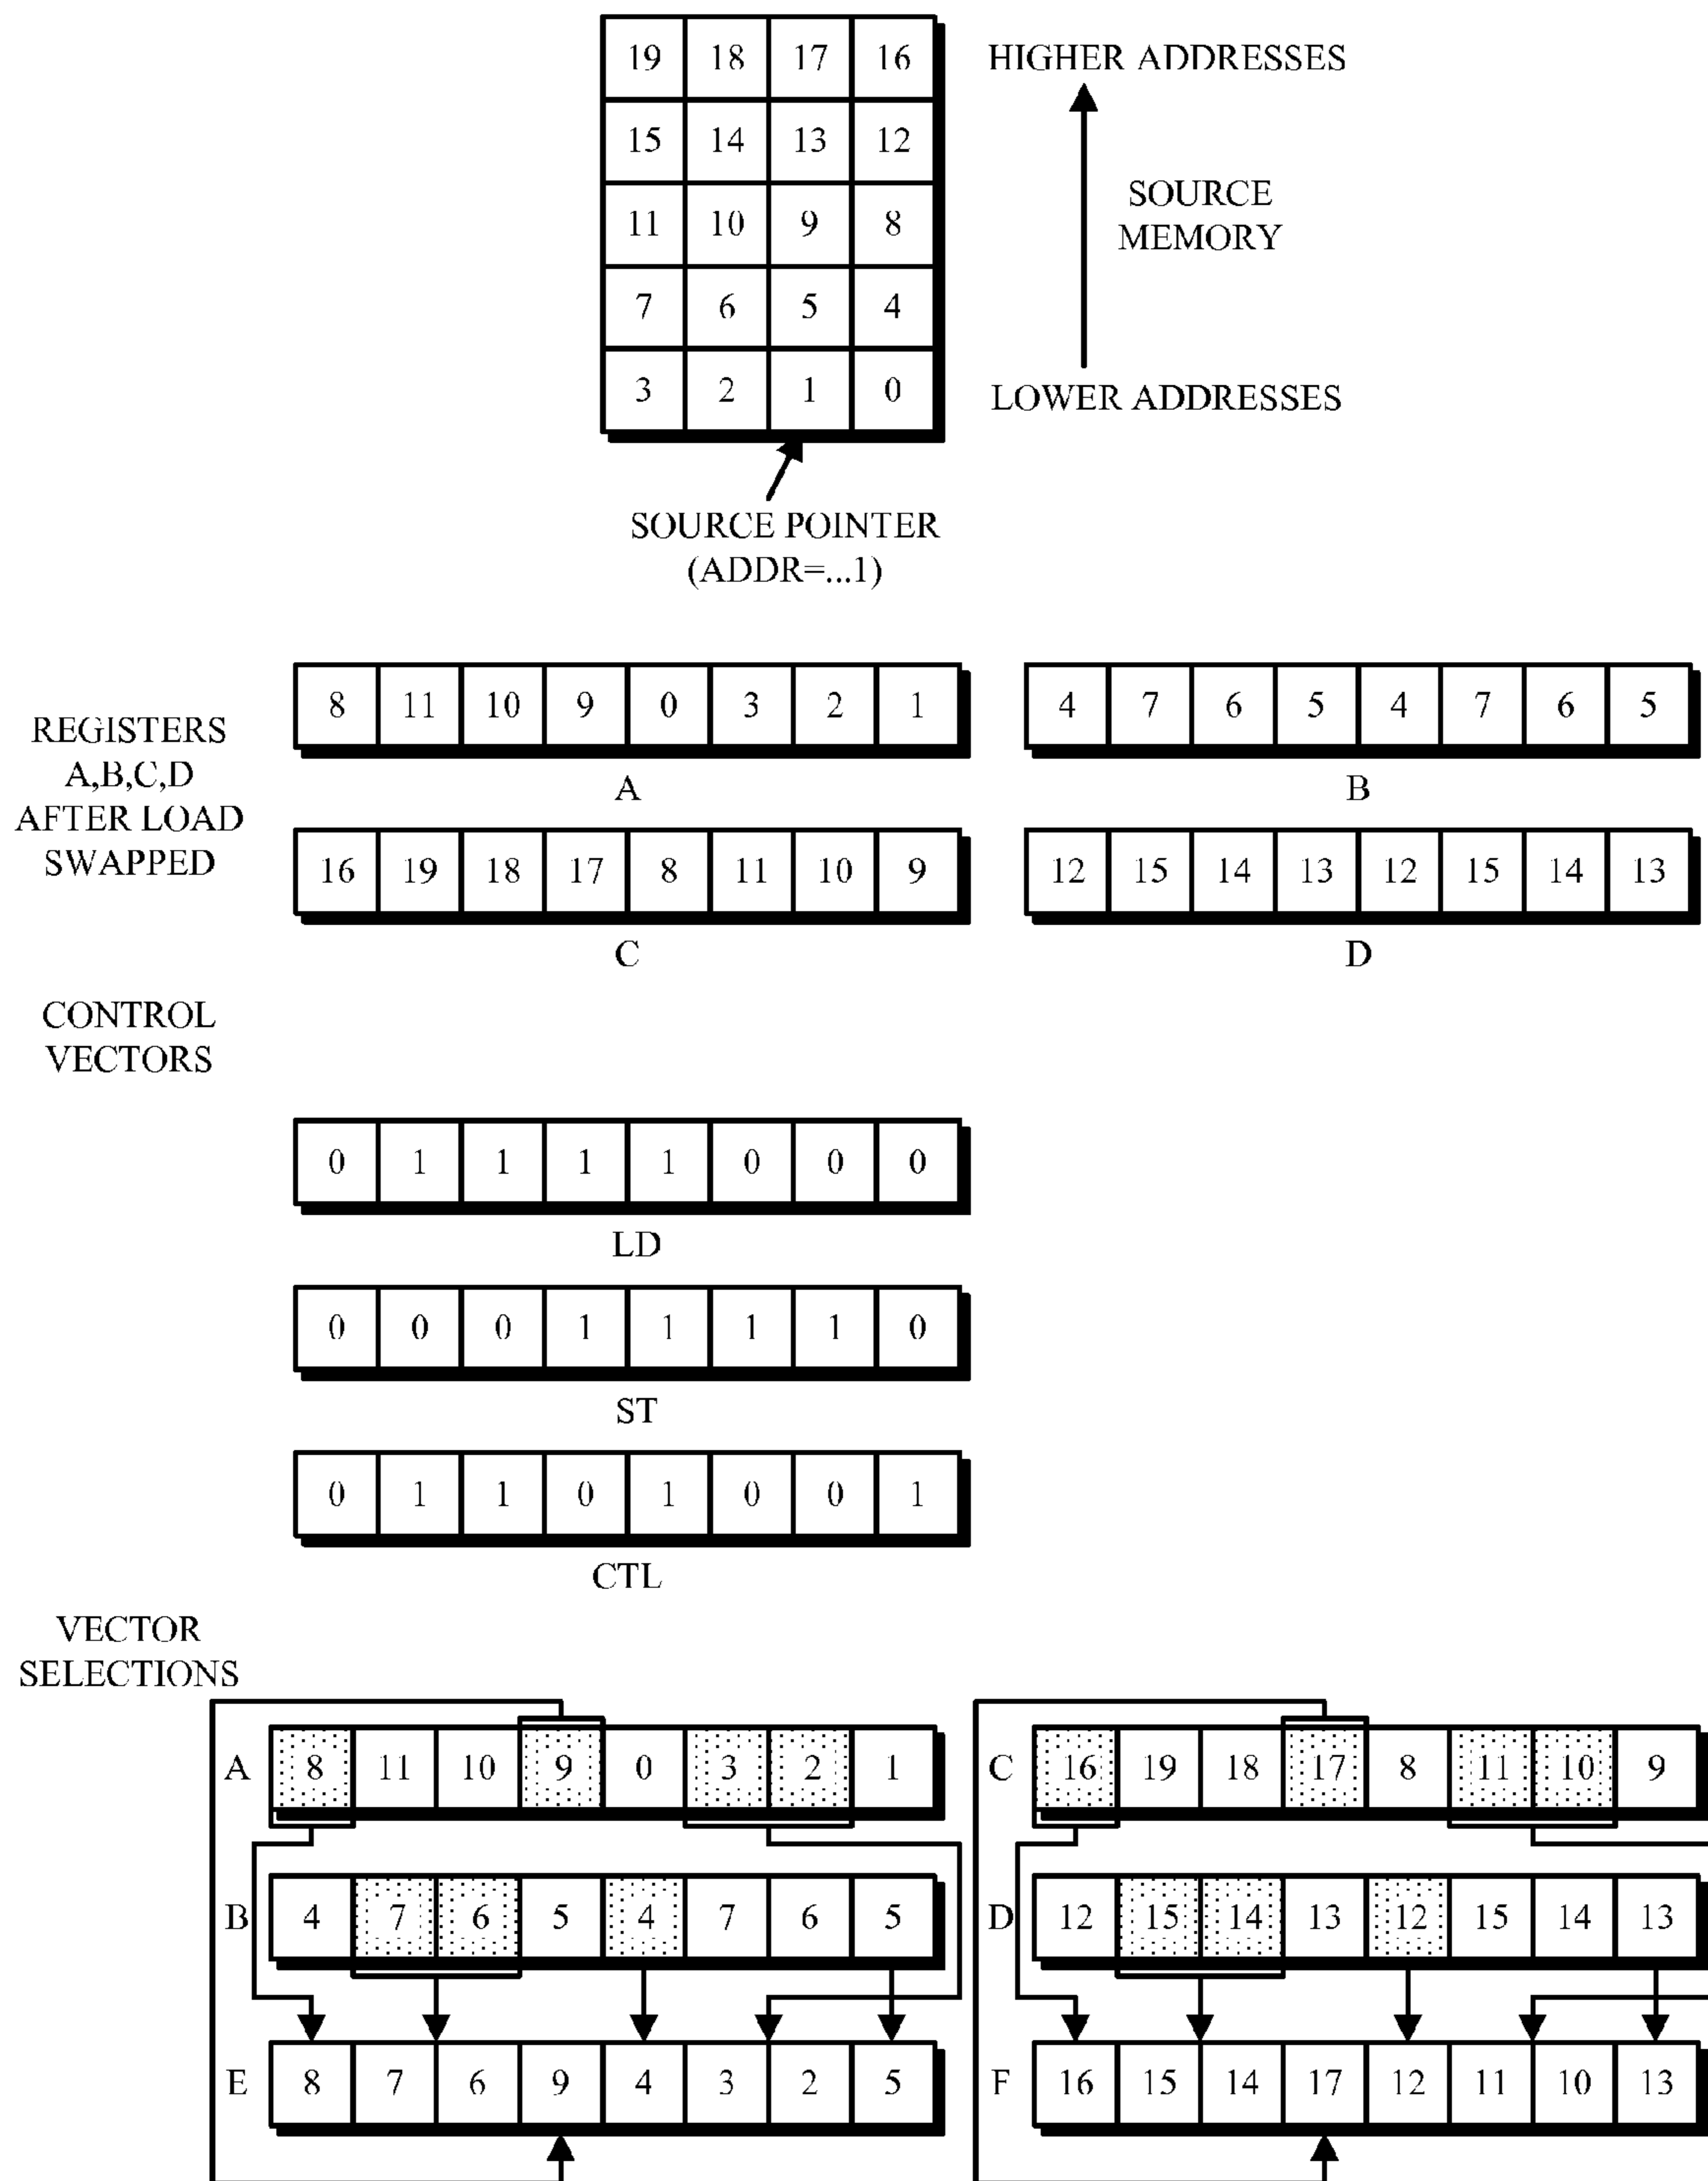 19 18 17 16
HIGHER ADDRESSES
15 14 13 12
SOURCE
MEMORY
11 10 9 8
7 6 5 4
3 2 1 0
LOWER ADDRESSES
SOURCE POINTER
(ADDR=...1)
REGISTERS
A,B,C,D
AFTER LOAD
SWAPPED
8 11 10 9 0 3 2 1
A
4 7 6 5 4 7 6 5
B
16 19 18 17 8 11 10 9
C
12 15 14 13 12 15 14 13
D
CONTROL
VECTORS
0 1 1 1 1 0 0 0
LD
0 0 0 1 1 1 1 0
ST
0 1 1 0 1 0 0 1
CTL
VECTOR
SELECTIONS
A 8 11 10 9 0 3 2 1
B 4 7 6 5 4 7 6 5
E 8 7 6 9 4 3 2 5
C 16 19 18 17 8 11 10 9
D 12 15 14 13 12 15 14 13
F 16 15 14 17 12 11 10 13